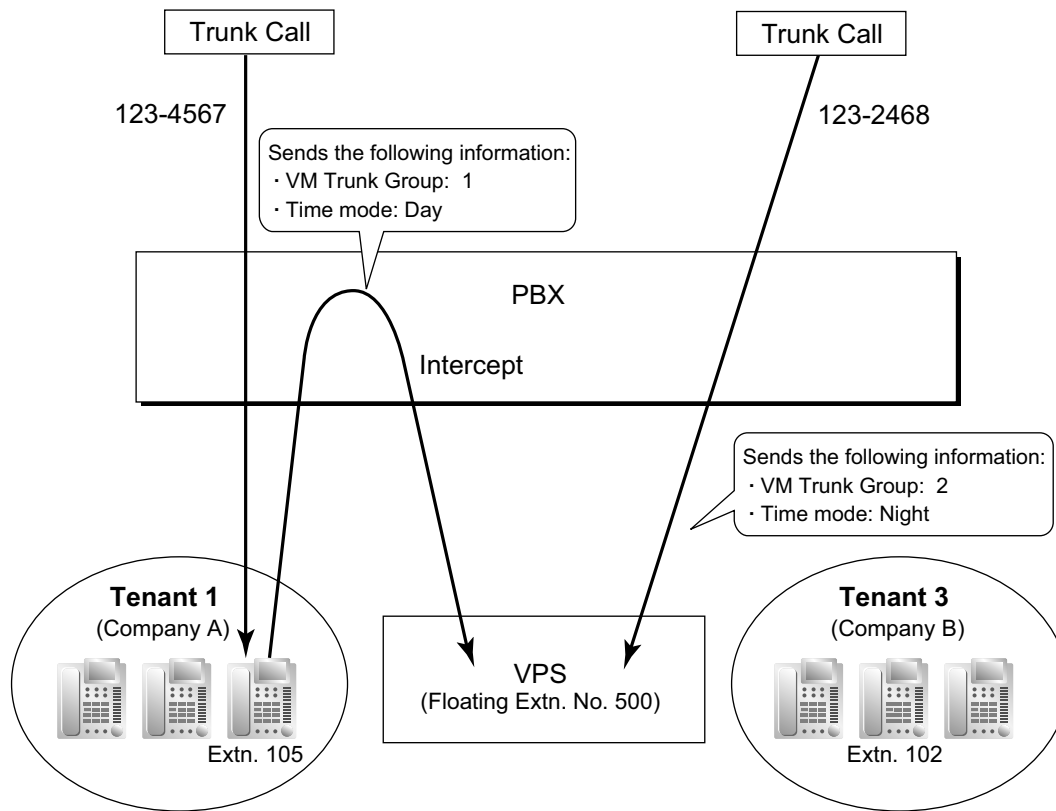 Trunk Call
Trunk Call
123-4567
123-2468
Sends the following information:
· VM Trunk Group: 1
· Time mode: Day
PBX
Intercept
Sends the following information:
· VM Trunk Group: 2
· Time mode: Night
Tenant 1
(Company A)
Extn. 105
VPS
(Floating Extn. No. 500)
Tenant 3
(Company B)
Extn. 102